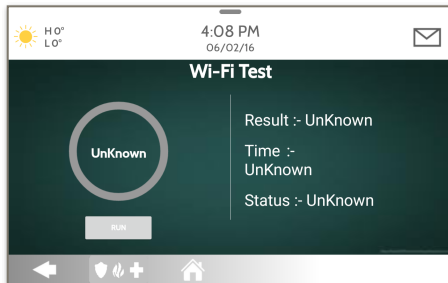 H 0°
L 0°
4:08 PM
06/02/16
Wi-Fi Test
UnKnown
RUN
Result :- UnKnown
Time :-
UnKnown
Status :- UnKnown